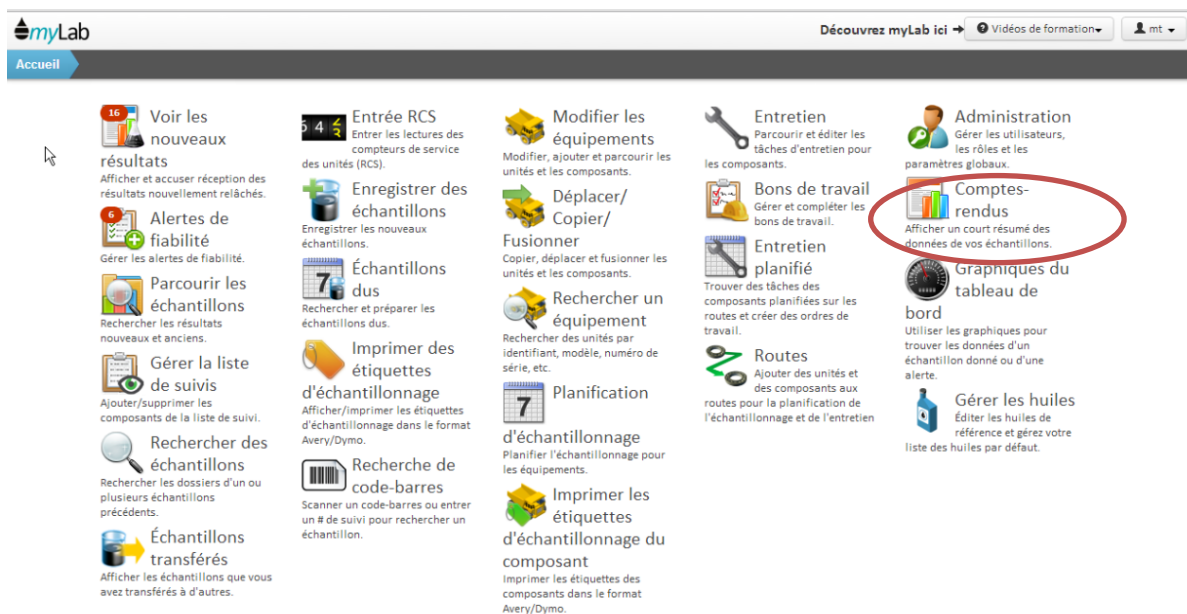 myLab
Découvrez myLab ici ➔
Vidéos de formation
mt
Accueil
16
Voir les
nouveaux
résultats
Afficher et accuser réception des
résultats nouvellement relâchés.
6
Alertes de
fiabilité
Gérer les alertes de fiabilité.
Parcourir les
échantillons
Rechercher les résultats
nouveaux et anciens.
Gérer la liste
de suivis
Ajouter/supprimer les
composants de la liste de suivi.
Rechercher des
échantillons
Rechercher les dossiers d'un ou
plusieurs échantillons
précédents.
Échantillons
transférés
Afficher les échantillons que vous
avez transférés à d'autres.
Entrée RCS
Entrer les lectures des
compteurs de service
des unités (RCS).
Enregistrer des
échantillons
Enregistrer les nouveaux
échantillons.
7
Échantillons
dus
Rechercher et préparer les
échantillons dus.
Imprimer des
étiquettes
d'échantillonnage
Afficher/imprimer les étiquettes
d'échantillonnage dans le format
Avery/Dymo.
Recherche de
code-barres
Scanner un code-barres ou entrer
un # de suivi pour rechercher un
échantillon.
Modifier les
équipements
Modifier, ajouter et parcourir les
unités et les composants.
Déplacer/
Copier/
Fusionner
Copier, déplacer et fusionner les
unités et les composants.
Rechercher un
équipement
Rechercher des unités par
identifiant, modèle, numéro de
série, etc.
7
Planification
d'échantillonnage
Planifier l'échantillonnage pour
les équipements.
Imprimer les
étiquettes
d'échantillonnage du
composant
Imprimer les étiquettes des
composants dans le format
Avery/Dymo.
Entretien
Parcourir et éditer les
tâches d'entretien pour
les composants.
Bons de travail
Gérer et compléter les
bons de travail.
Entretien
planifié
Trouver des tâches des
composants planifiées sur les
routes et créer des ordres de
travail.
Routes
Ajouter des unités et
des composants aux
routes pour la planification de
l'échantillonnage et de l'entretien
Administration
Gérer les utilisateurs,
les rôles et les
paramètres globaux.
Comptes-
rendus
Afficher un court résumé des
données de vos échantillons.
Graphiques du
tableau de
bord
Utiliser les graphiques pour
trouver les données d'un
échantillon donné ou d'une
alerte.
Gérer les huiles
Éditer les huiles de
référence et gérez votre
liste des huiles par défaut.